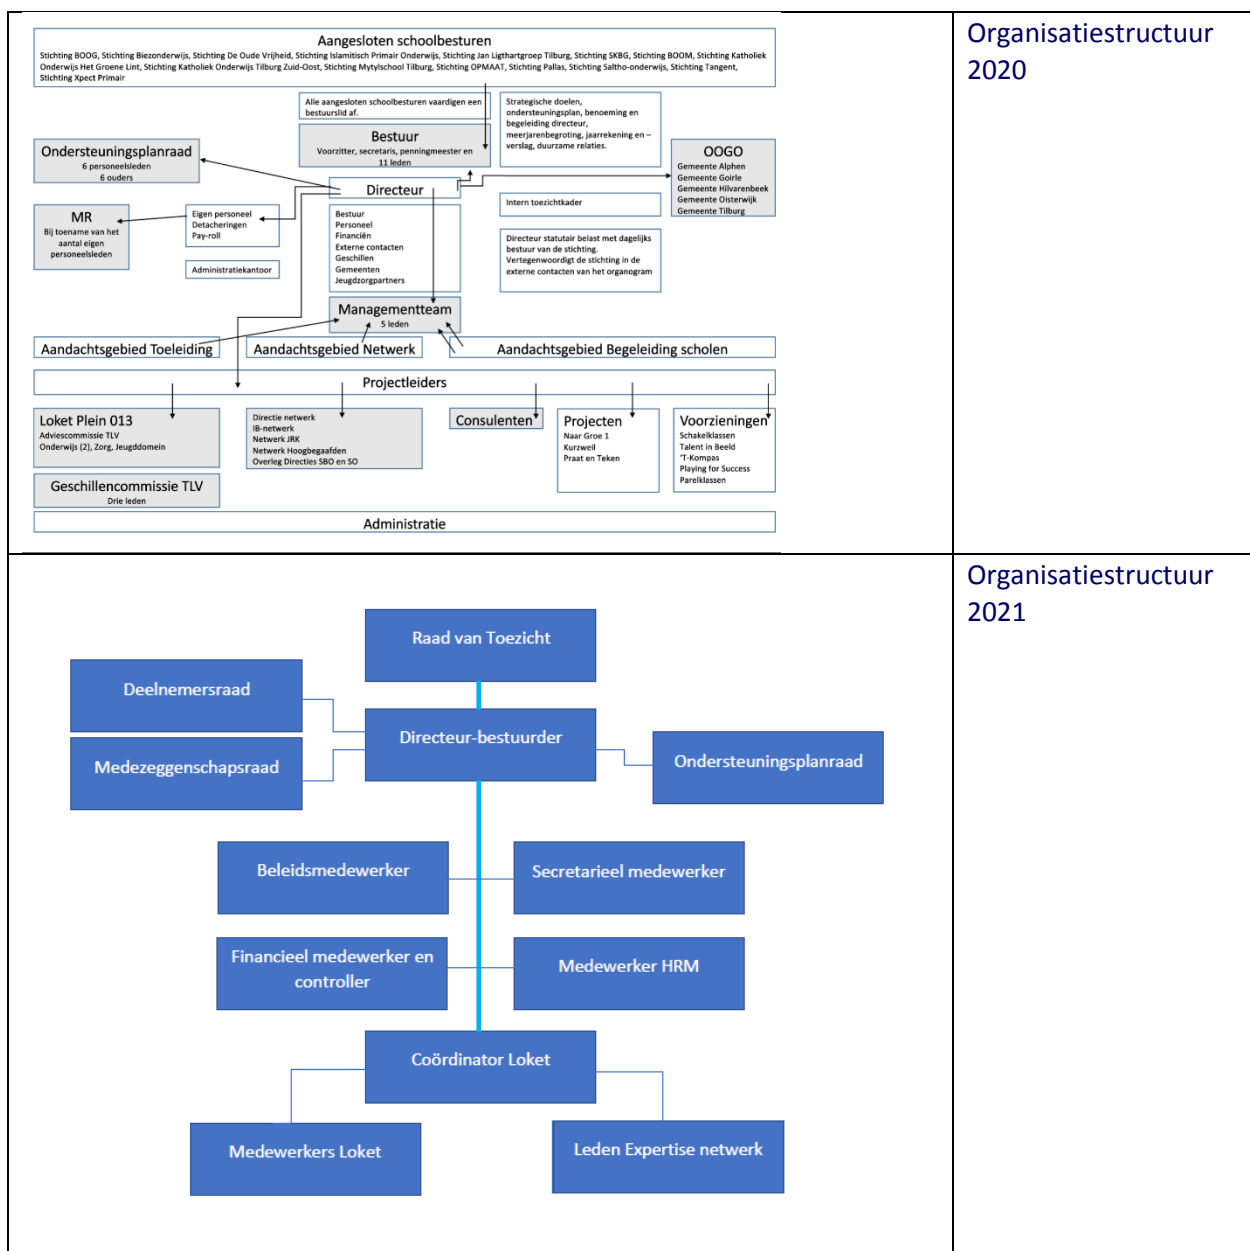 Aangesloten schoolbesturen
Stichting BOOG, Stichting Biezonderwijs, Stichting De Oude Vrijheid, Stichting Islamitisch Primair Onderwijs, Stichting Jan Ligthartgroep Tilburg, Stichting SKBG, Stichting BOOM, Stichting Katholiek
Onderwijs Het Groene Lint, Stichting Katholiek Onderwijs Tilburg Zuid-Oost, Stichting Mytylschool Tilburg, Stichting OPMAAT, Stichting Pallas, Stichting Saltho-onderwijs, Stichting Tangent,
Stichting Xpect Primair
Organisatiestructuur
2020
Alle aangesloten schoolbesturen vaardigen een
bestuurslid af.
Strategische doelen,
ondersteuningsplan, benoeming en
begeleiding directeur,
meerjarenbegroting, jaarrekening en –
verslag, duurzame relaties.
Bestuur
Voorzitter, secretaris, penningmeester en
11 leden
Ondersteuningsplanraad
6 personeelsleden
6 ouders
OOGO
Gemeente Alphen
Gemeente Goirle
Gemeente Hilvarenbeek
Gemeente Oisterwijk
Gemeente Tilburg
Directeur
Intern toezichtkader
MR
Bij toename van het
aantal eigen
personeelsleden
Eigen personeel
Detacheringen
Pay-roll
Bestuur
Personeel
Financiën
Externe contacten
Geschillen
Gemeenten
Jeugdzorgpartners
Directeur statutair belast met dagelijks
bestuur van de stichting.
Vertegenwoordigt de stichting in de
externe contacten van het organogram
Administratiekantoor
Managementteam
5 leden
Aandachtsgebied Toeleiding
Aandachtsgebied Netwerk
Aandachtsgebied Begeleiding scholen
Projectleiders
Loket Plein 013
Adviescommissie TLV
Onderwijs (2), Zorg, Jeugddomein
Directie netwerk
IB-netwerk
Netwerk JRK
Netwerk Hoogbegaafden
Overleg Directies SBO en SO
Consulenten
Projecten
Naar Groe 1
Kurzweil
Praat en Teken
Voorzieningen
Schakelklassen
Talent in Beeld
'T-Kompas
Playing for Success
Parelklassen
Geschillencommissie TLV
Drie leden
Administratie
Organisatiestructuur
2021
Raad van Toezicht
Deelnemersraad
Directeur-bestuurder
Medezeggenschapsraad
Ondersteuningsplanraad
Beleidsmedewerker
Secretarieel medewerker
Financieel medewerker en
controller
Medewerker HRM
Coördinator Loket
Medewerkers Loket
Leden Expertise netwerk